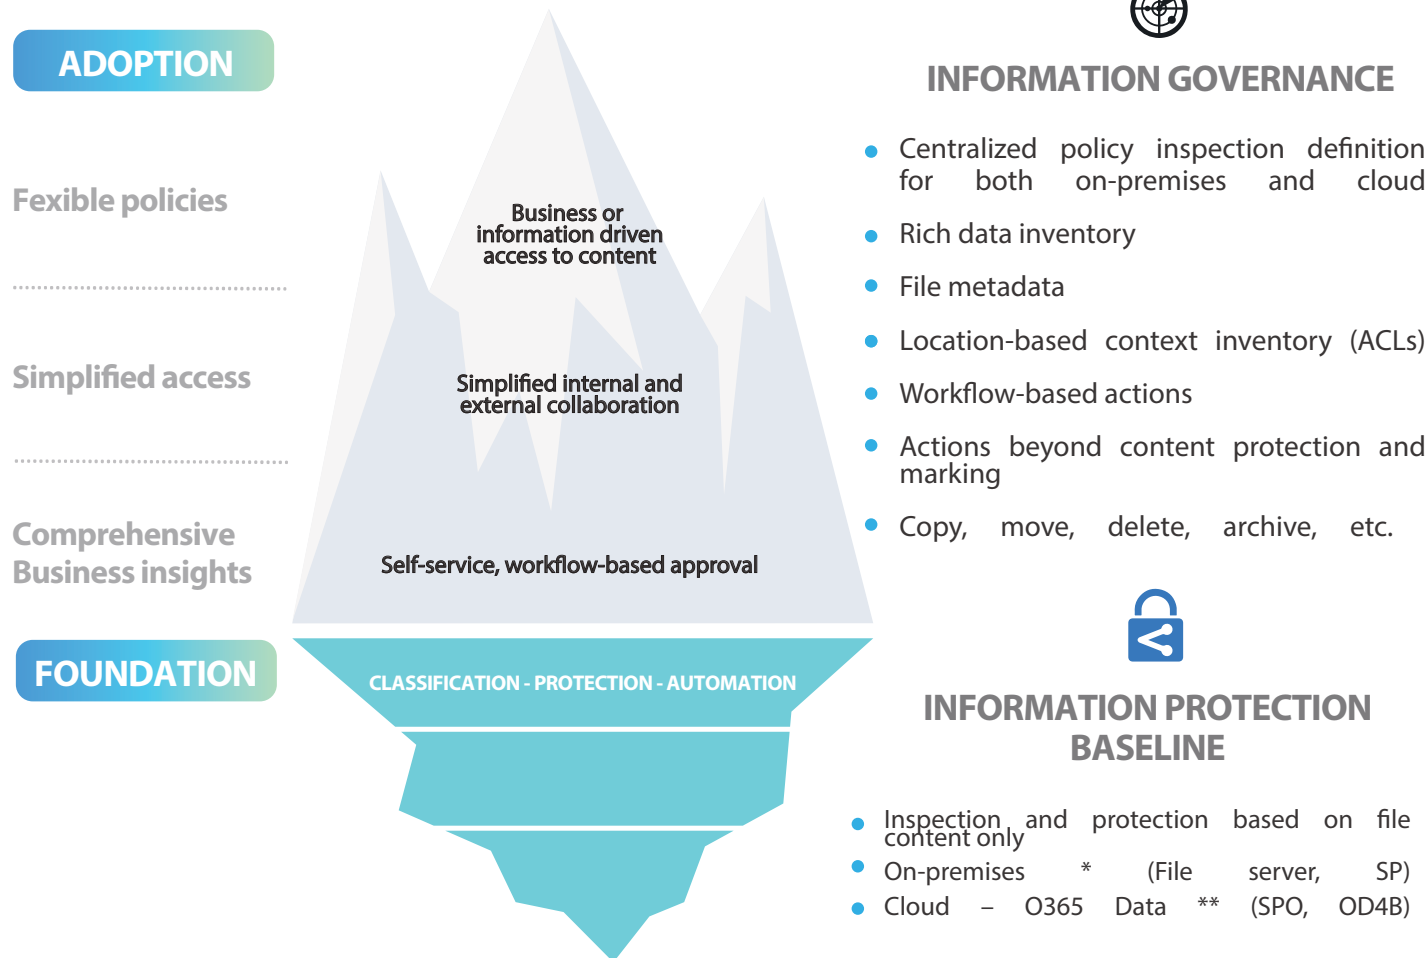 ADOPTION
Fexible policies
Simplified access
Comprehensive
Business insights
FOUNDATION
Business or
information driven
access to content
Simplified internal and
external collaboration
Self-service, workflow-based approval
CLASSIFICATION - PROTECTION - AUTOMATION
INFORMATION GOVERNANCE
Centralized policy inspection definition
for both on-premises and cloud
Rich data inventory
File metadata
Location-based context inventory (ACLs)
Workflow-based actions
Actions beyond content protection and
marking
Copy, move, delete, archive, etc.
INFORMATION PROTECTION
BASELINE
Inspection and protection based on file
content only
On-premises * (File server, SP)
Cloud – O365 Data ** (SPO, OD4B)